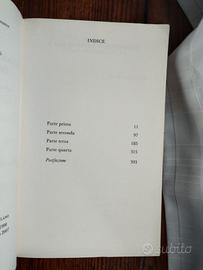 INDICE
Parte prima 11
Parte seconda 97
Parte terza 185
Parte quarta 315
Postfazione 393
subito